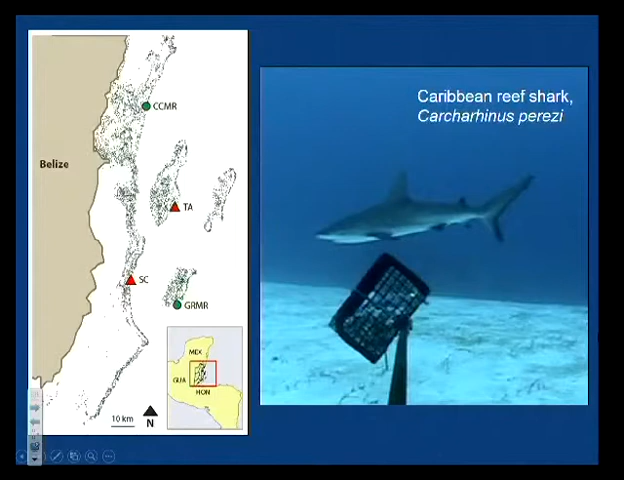 CCMR
Belize
TA
SC
GRMR
MEX
GUA
HON
10 km
N
Caribbean reef shark,
Carcharhinus perezi